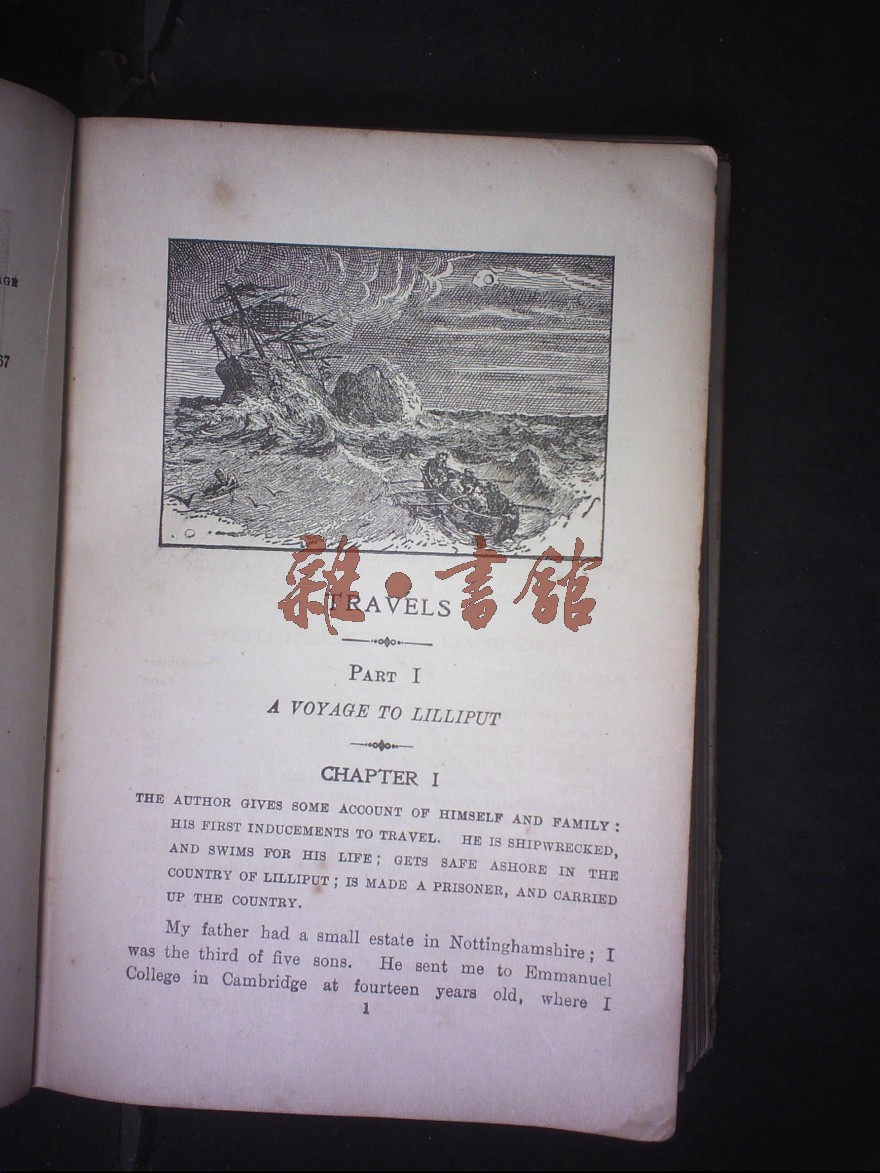 AGE
67
雜•書館
TRAVELS
PART I
A VOYAGE TO LILLIPUT
CHAPTER I
THE AUTHOR GIVES SOME ACCOUNT OF HIMSELF AND FAMILY:
HIS FIRST INDUCEMENTS TO TRAVEL. HE IS SHIPWRECKED,
AND SWIMS FOR HIS LIFE; GETS SAFE ASHORE IN THE
COUNTRY OF LILLIPUT; IS MADE A PRISONER, AND CARRIED
UP THE COUNTRY.
My father had a small estate in Nottinghamshire; I
was the third of five sons. He sent me to Emmanuel
College in Cambridge at fourteen years old, where I
1